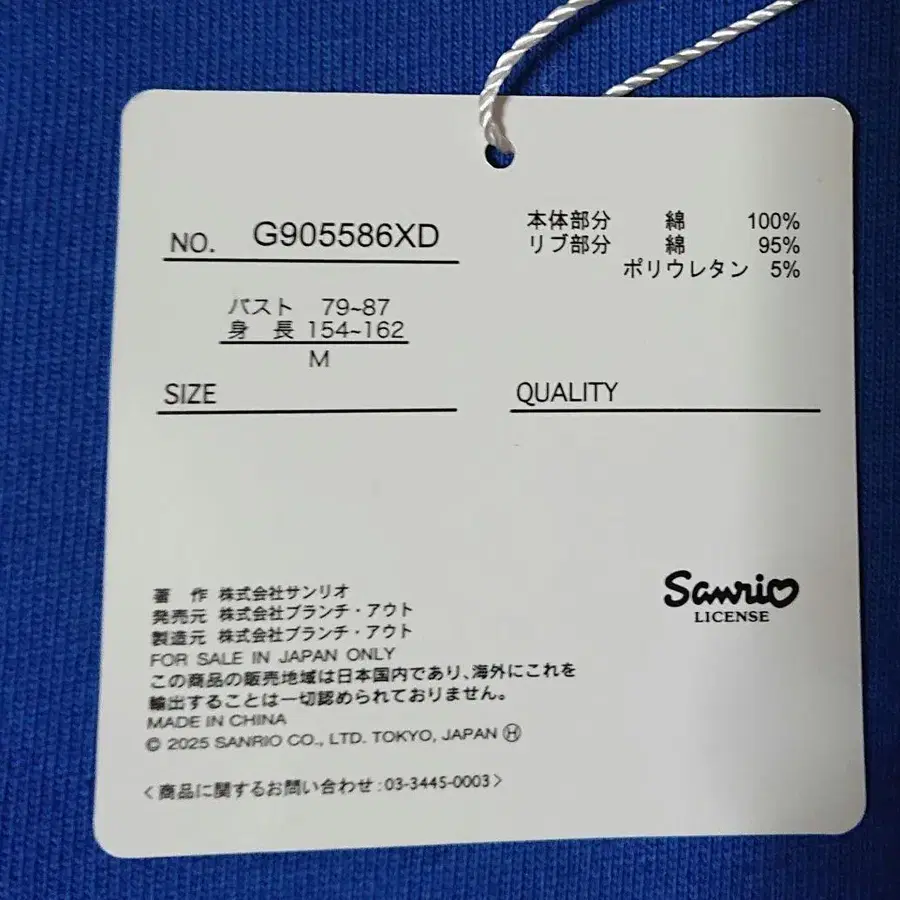 NO. G905586XD
バスト 79~87
身 長 154~162
M
SIZE
本体部分 綿 100%
リブ部分 綿 95%
ポリウレタン 5%
QUALITY
著 作 株式会社サンリオ
発売元 株式会社ブランチ・アウト
製造元 株式会社ブランチ・アウト
FOR SALE IN JAPAN ONLY
この商品の販売地域は日本国内であり､海外にこれを
輸出することは一切認められておりません。
MADE IN CHINA
© 2025 SANRIO CO., LTD. TOKYO, JAPAN Ⓗ
〈商品に関するお問い合わせ:03-3445-0003〉
Sanrio
LICENSE